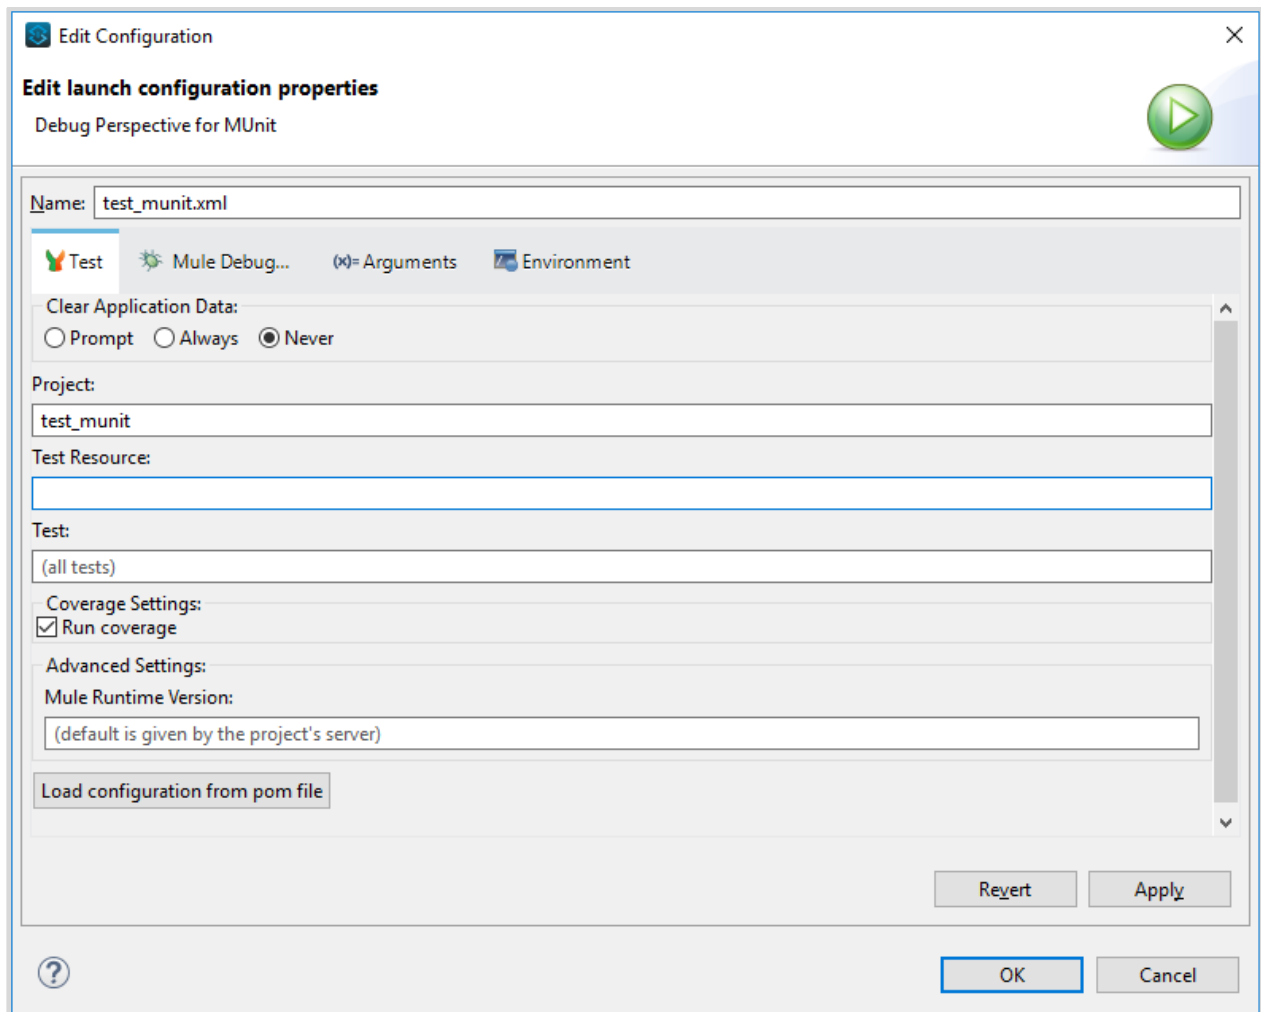 Edit Configuration
Edit launch configuration properties
Debug Perspective for MUnit
Name: test_munit.xml
Test Mule Debug... (x)= Arguments Environment
Clear Application Data:
Prompt Always Never
Project:
test_munit
Test Resource:
Test:
(all tests)
Coverage Settings:
Run coverage
Advanced Settings:
Mule Runtime Version:
(default is given by the project's server)
Load configuration from pom file
Revert Apply
? OK Cancel